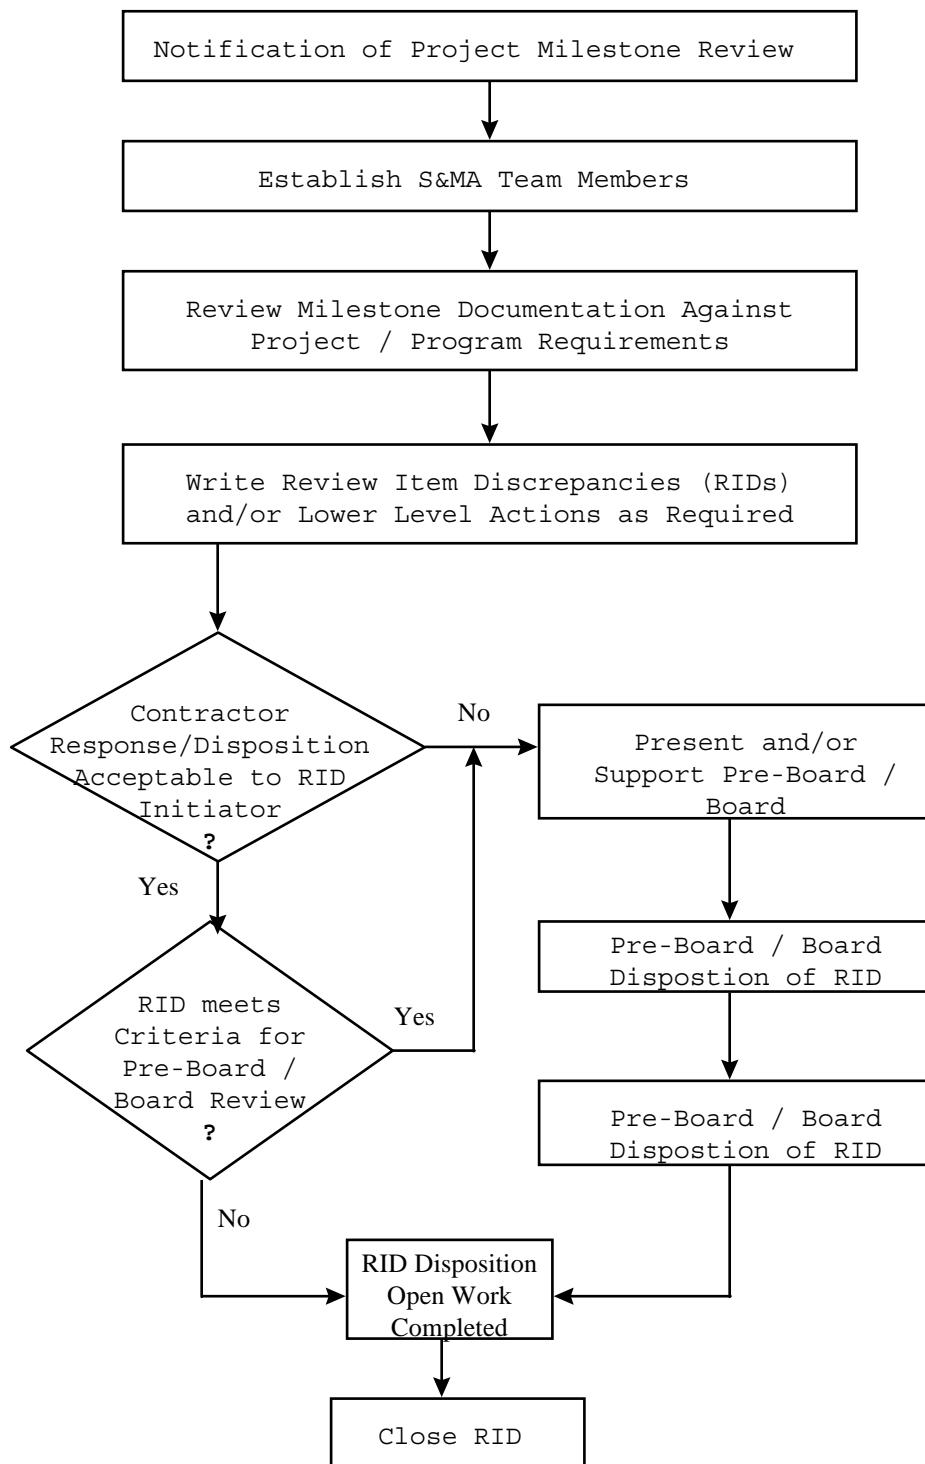 Notification of Project Milestone Review
Establish S&MA Team Members
Review Milestone Documentation Against
Project / Program Requirements
Write Review Item Discrepancies (RIDs)
and/or Lower Level Actions as Required
Contractor
Response/Disposition
Acceptable to RID
Initiator
?
No
Present and/or
Support Pre-Board /
Board
Yes
Pre-Board / Board
Dispostion of RID
RID meets
Criteria for
Pre-Board /
Board Review
?
Yes
Pre-Board / Board
Dispostion of RID
No
RID Disposition
Open Work
Completed
Close RID